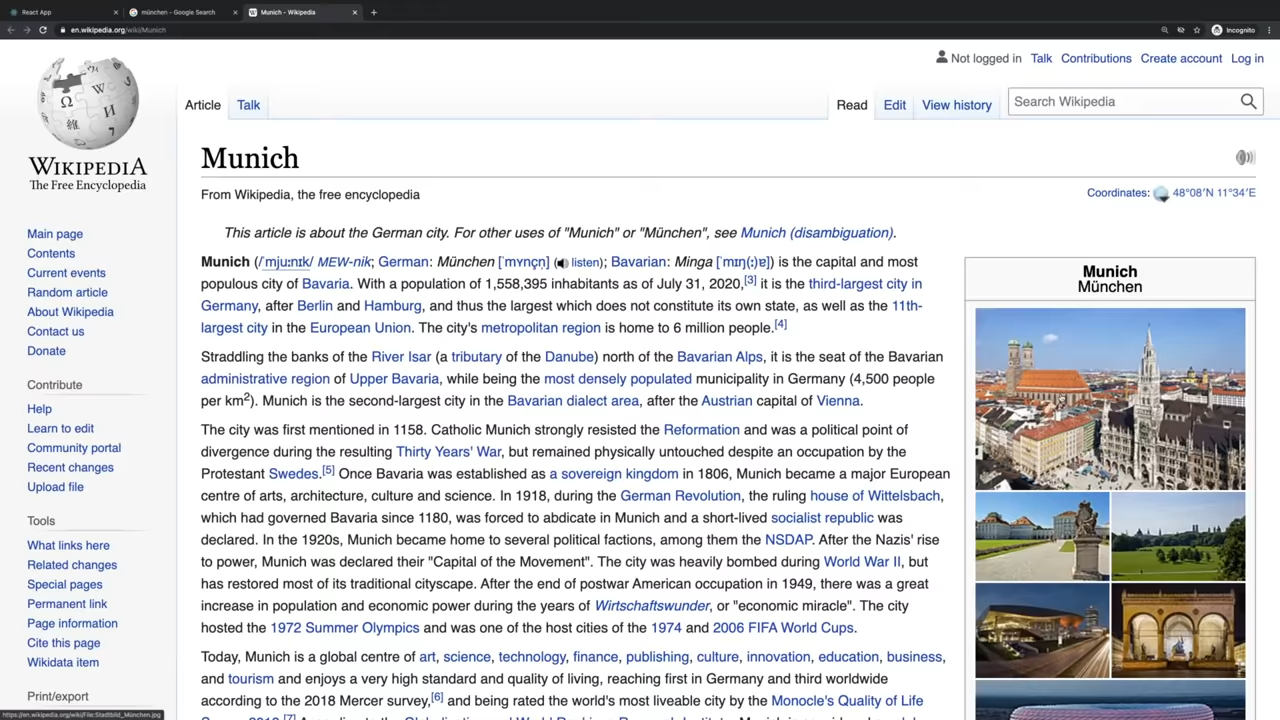 React App
münchen - Google Search
Munich - Wikipedia
en.wikipedia.org/wiki/Munich
Incognito
Not logged in Talk Contributions Create account Log in
Article Talk
Read Edit View history
Search Wikipedia
WIKIPEDIA
The Free Encyclopedia
Main page
Contents
Current events
Random article
About Wikipedia
Contact us
Donate
Contribute
Help
Learn to edit
Community portal
Recent changes
Upload file
Tools
What links here
Related changes
Special pages
Permanent link
Page information
Cite this page
Wikidata item
Print/export
https://en.wikipedia.org/wiki/File:Stadtbild_München.jpg
Munich
From Wikipedia, the free encyclopedia
Coordinates: 48°08′N 11°34′E
This article is about the German city. For other uses of "Munich" or "München", see Munich (disambiguation).
Munich (/ˈmjuːnɪk/ MEW-nik; German: München [ˈmʏnçn̩] (listen); Bavarian: Minga [ˈmɪŋ(ː)ɐ]) is the capital and most
populous city of Bavaria. With a population of 1,558,395 inhabitants as of July 31, 2020,[3] it is the third-largest city in
Germany, after Berlin and Hamburg, and thus the largest which does not constitute its own state, as well as the 11th-
largest city in the European Union. The city's metropolitan region is home to 6 million people.[4]
Straddling the banks of the River Isar (a tributary of the Danube) north of the Bavarian Alps, it is the seat of the Bavarian
administrative region of Upper Bavaria, while being the most densely populated municipality in Germany (4,500 people
per km2). Munich is the second-largest city in the Bavarian dialect area, after the Austrian capital of Vienna.
The city was first mentioned in 1158. Catholic Munich strongly resisted the Reformation and was a political point of
divergence during the resulting Thirty Years' War, but remained physically untouched despite an occupation by the
Protestant Swedes.[5] Once Bavaria was established as a sovereign kingdom in 1806, Munich became a major European
centre of arts, architecture, culture and science. In 1918, during the German Revolution, the ruling house of Wittelsbach,
which had governed Bavaria since 1180, was forced to abdicate in Munich and a short-lived socialist republic was
declared. In the 1920s, Munich became home to several political factions, among them the NSDAP. After the Nazis' rise
to power, Munich was declared their "Capital of the Movement". The city was heavily bombed during World War II, but
has restored most of its traditional cityscape. After the end of postwar American occupation in 1949, there was a great
increase in population and economic power during the years of Wirtschaftswunder, or "economic miracle". The city
hosted the 1972 Summer Olympics and was one of the host cities of the 1974 and 2006 FIFA World Cups.
Today, Munich is a global centre of art, science, technology, finance, publishing, culture, innovation, education, business,
and tourism and enjoys a very high standard and quality of living, reaching first in Germany and third worldwide
according to the 2018 Mercer survey,[6] and being rated the world's most liveable city by the Monocle's Quality of Life
Munich
München